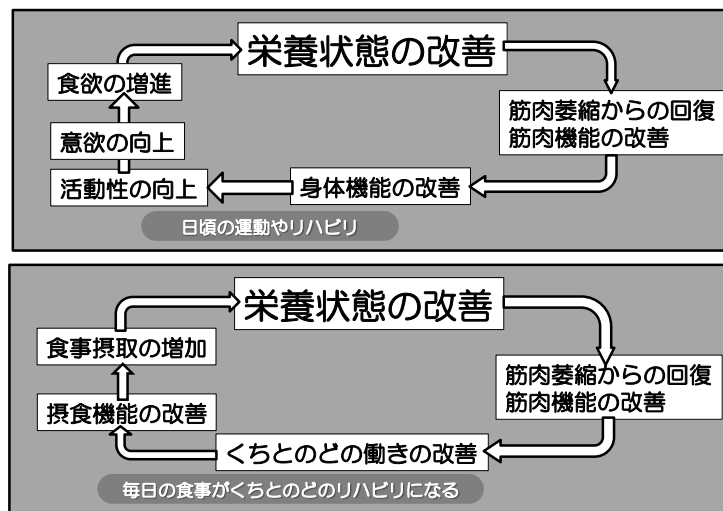 栄養状態の改善
食欲の増進
筋肉萎縮からの回復
筋肉機能の改善
意欲の向上
活動性の向上
身体機能の改善
日頃の運動やリハビリ
栄養状態の改善
食事摂取の増加
筋肉萎縮からの回復
筋肉機能の改善
摂食機能の改善
くちとのどの働きの改善
毎日の食事がくちとのどのリハビリになる